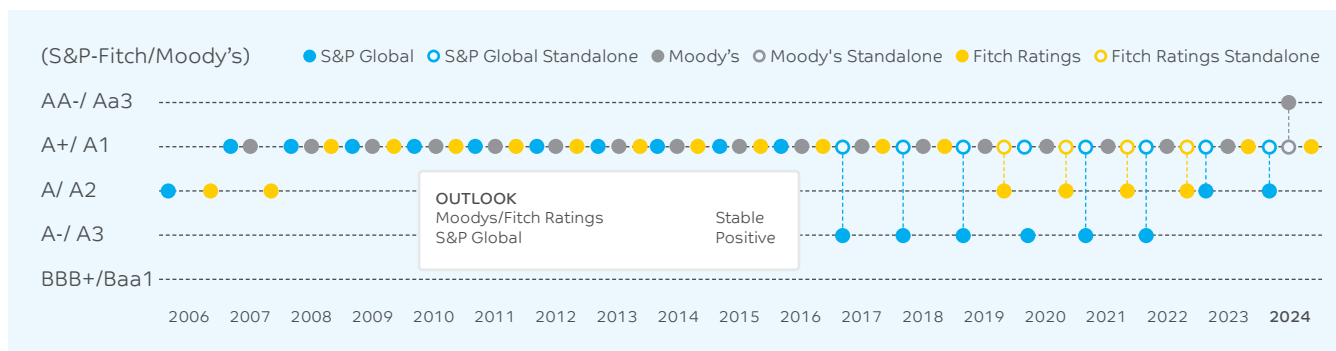 (S&P-Fitch/Moody's) S&P Global S&P Global Standalone Moody's Moody's Standalone Fitch Ratings Fitch Ratings Standalone
AA-/ Aa3
A+/ A1
A/ A2
OUTLOOK
Moodys/Fitch Ratings Stable
S&P Global Positive
A-/ A3
BBB+/Baa1
2006 2007 2008 2009 2010 2011 2012 2013 2014 2015 2016 2017 2018 2019 2020 2021 2022 2023 2024